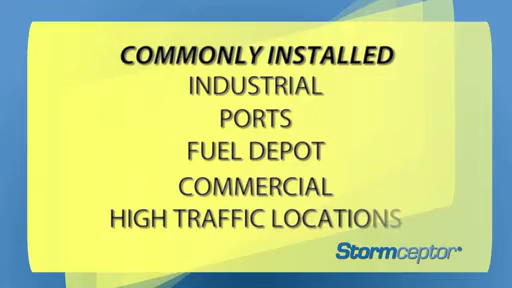 COMMONLY INSTALLED
INDUSTRIAL
PORTS
FUEL DEPOT
COMMERCIAL
HIGH TRAFFIC LOCATIONS
Stormceptor®